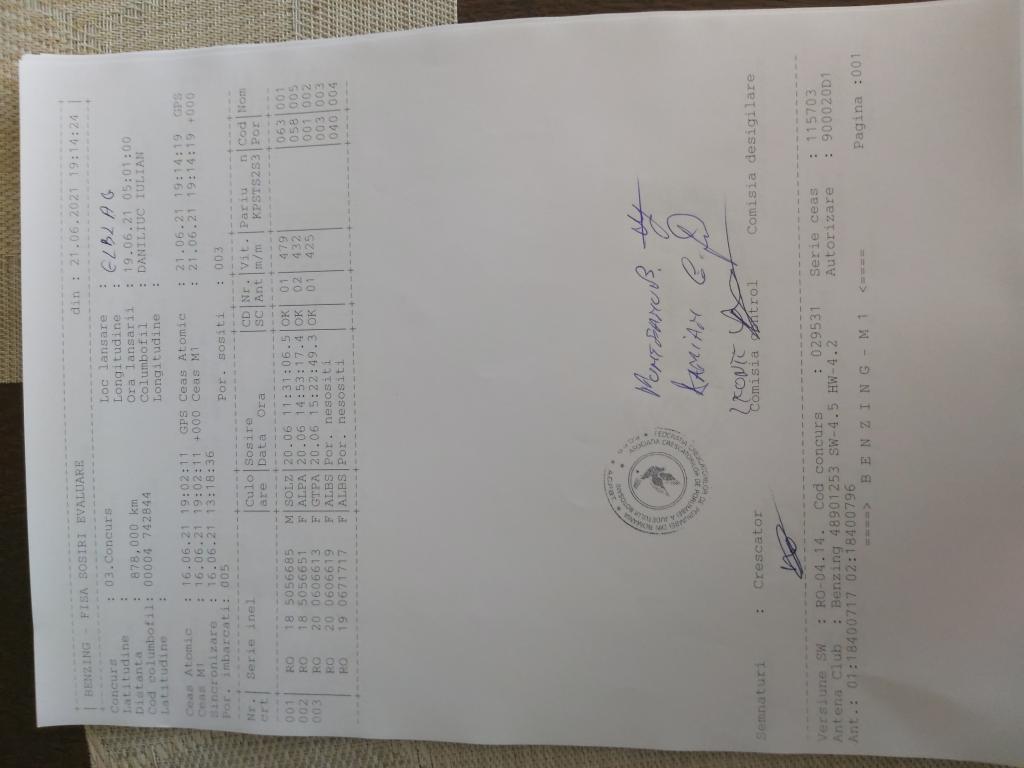 BENZING - FISA SOSIRI EVALUARE din : 21.06.2021 19:14:24
Concurs : 03.Concurs Loc lansare : ELBLAG
Latitudine : Longitudine :
Distanta : 878,000 km Ora lansarii : 19.06.21 05:01:00
Cod columbofil: 00004 742844 Columbofil : DANILIUC IULIAN
Latitudine : Longitudine :
Ceas Atomic : 16.06.21 19:02:11 GPS Ceas Atomic : 21.06.21 19:14:19 GPS
Ceas M1 : 16.06.21 19:02:11 +000 Ceas M1 : 21.06.21 19:14:19 +000
Sincronizare : 16.06.21 13:18:36
Por. imbarcati: 005 Por. sositi : 003
Nr. Serie inel Culo Sosire CD Nr. Vit. Pariu n Cod Nom
crt are Data Ora SC Ant m/m KPSTS2S3 Por
001 RO 18 5056685 M SOLZ 20.06 11:31:06.5 OK 01 479 063 001
002 RO 18 5056651 F ALPA 20.06 14:53:17.4 OK 02 432 058 005
003 RO 20 0606613 F GTPA 20.06 15:22:49.3 OK 01 425 001 002
RO 20 0606619 F ALBS Por. nesositi 003 003
RO 19 0671717 F ALBS Por. nesositi 040 004
Semnaturi : Crescator Comisia control Comisia desigilare
Versiune SW : RO-04.14. Cod concurs : 029531 Serie ceas : 115703
Antena Club : Benzing 48901253 SW-4.5 HW-4.2 Autorizare : 900020D1
Ant.: 01:18400717 02:18400796
====> B E N Z I N G - M 1 <==== Pagina :001